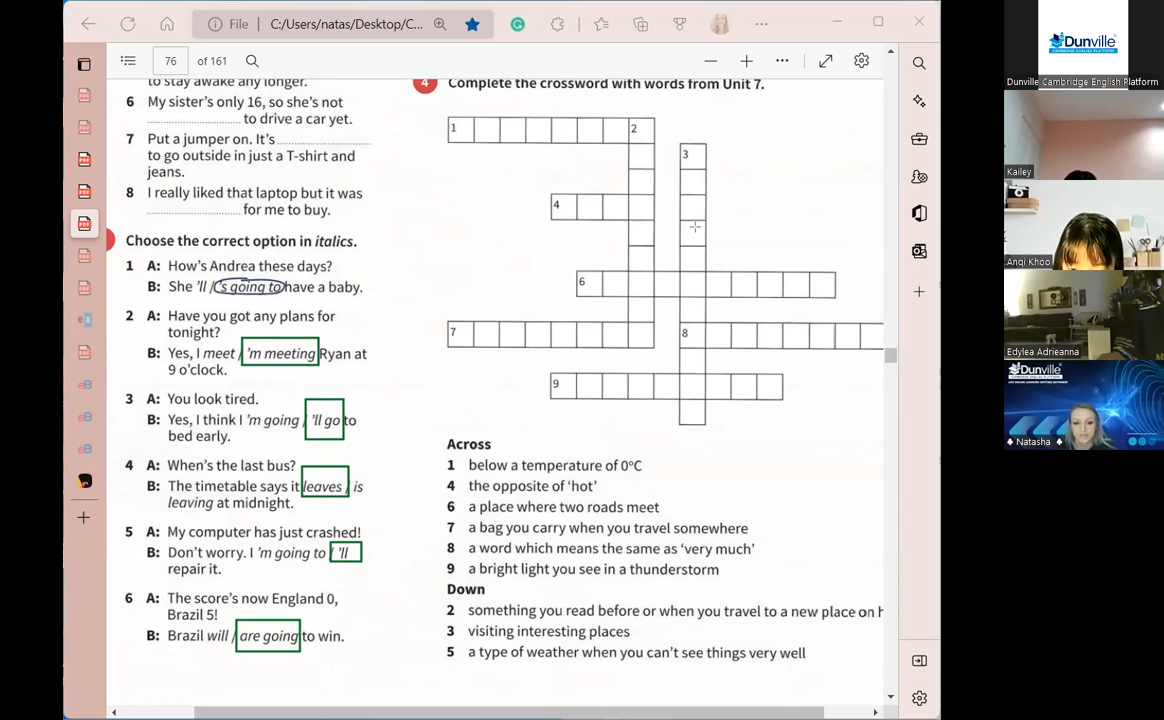 File
C:/Users/natas/Desktop/C...
76
of 161
to stay awake any longer.
6 My sister's only 16, so she's not
........................ to drive a car yet.
7 Put a jumper on. It's ........................
to go outside in just a T-shirt and
jeans.
8 I really liked that laptop but it was
........................ for me to buy.
Choose the correct option in italics.
1 A: How's Andrea these days?
B: She 'll / 's going to have a baby.
2 A: Have you got any plans for
tonight?
B: Yes, I meet / 'm meeting Ryan at
9 o'clock.
3 A: You look tired.
B: Yes, I think I 'm going / 'll go to
bed early.
4 A: When's the last bus?
B: The timetable says it leaves / is
leaving at midnight.
5 A: My computer has just crashed!
B: Don't worry. I 'm going to / 'll
repair it.
6 A: The score's now England 0,
Brazil 5!
B: Brazil will / are going to win.
4 Complete the crossword with words from Unit 7.
1
2
3
4
6
7
8
9
Across
1 below a temperature of 0°C
4 the opposite of 'hot'
6 a place where two roads meet
7 a bag you carry when you travel somewhere
8 a word which means the same as 'very much'
9 a bright light you see in a thunderstorm
Down
2 something you read before or when you travel to a new place on h
3 visiting interesting places
5 a type of weather when you can't see things very well
Dunville
CAMBRIDGE ENGLISH PLATFORM
Dunville Cambridge English Platform
Kailey
Anqi Khoo
Edylea Adrieanna
Dunville
Natasha